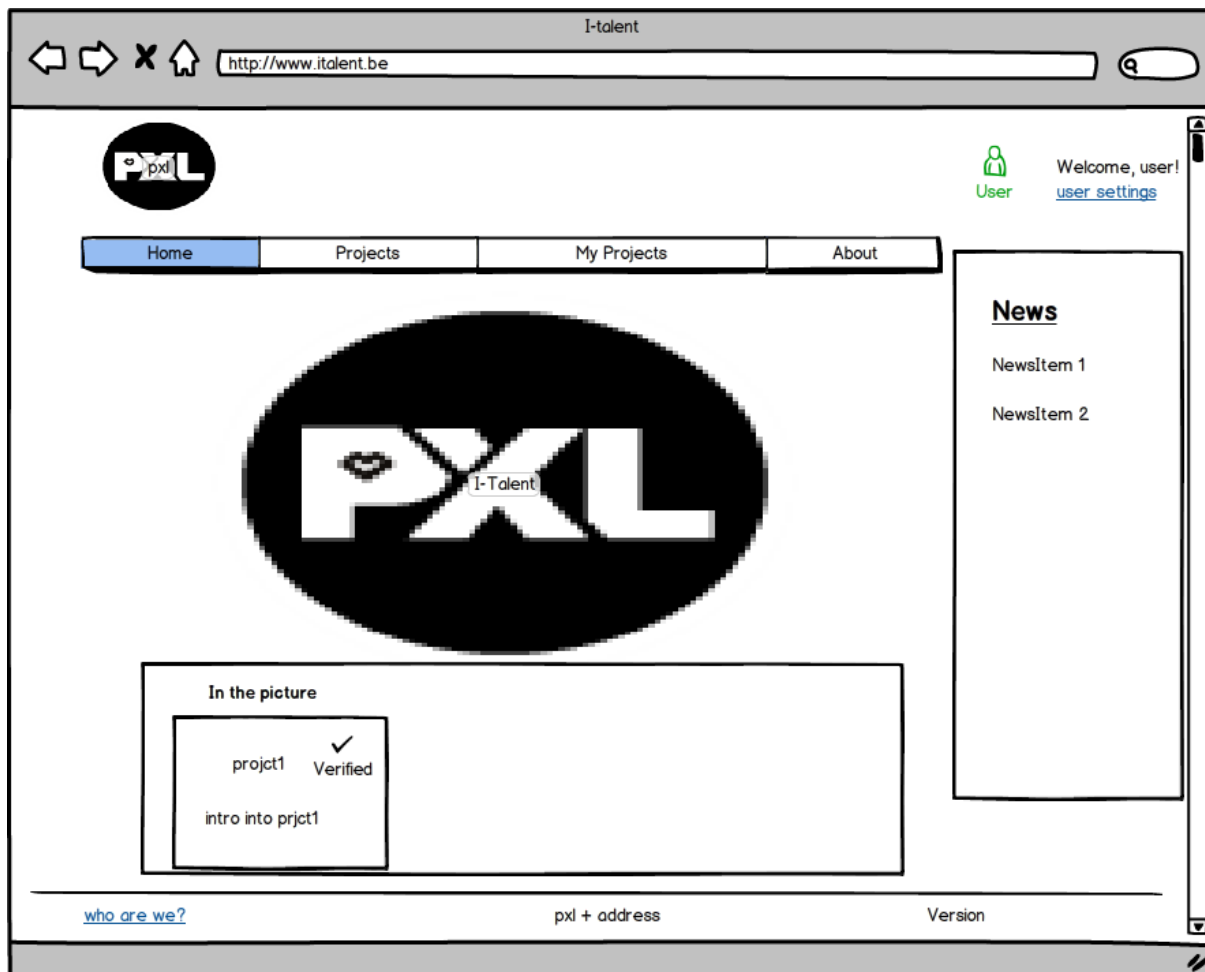 I-talent
http://www.italent.be
PXL
pxl
User
Welcome, user!
user settings
Home
Projects
My Projects
About
PXL
I-Talent
News
NewsItem 1
NewsItem 2
In the picture
projct1
Verified
intro into prjct1
who are we?
pxl + address
Version